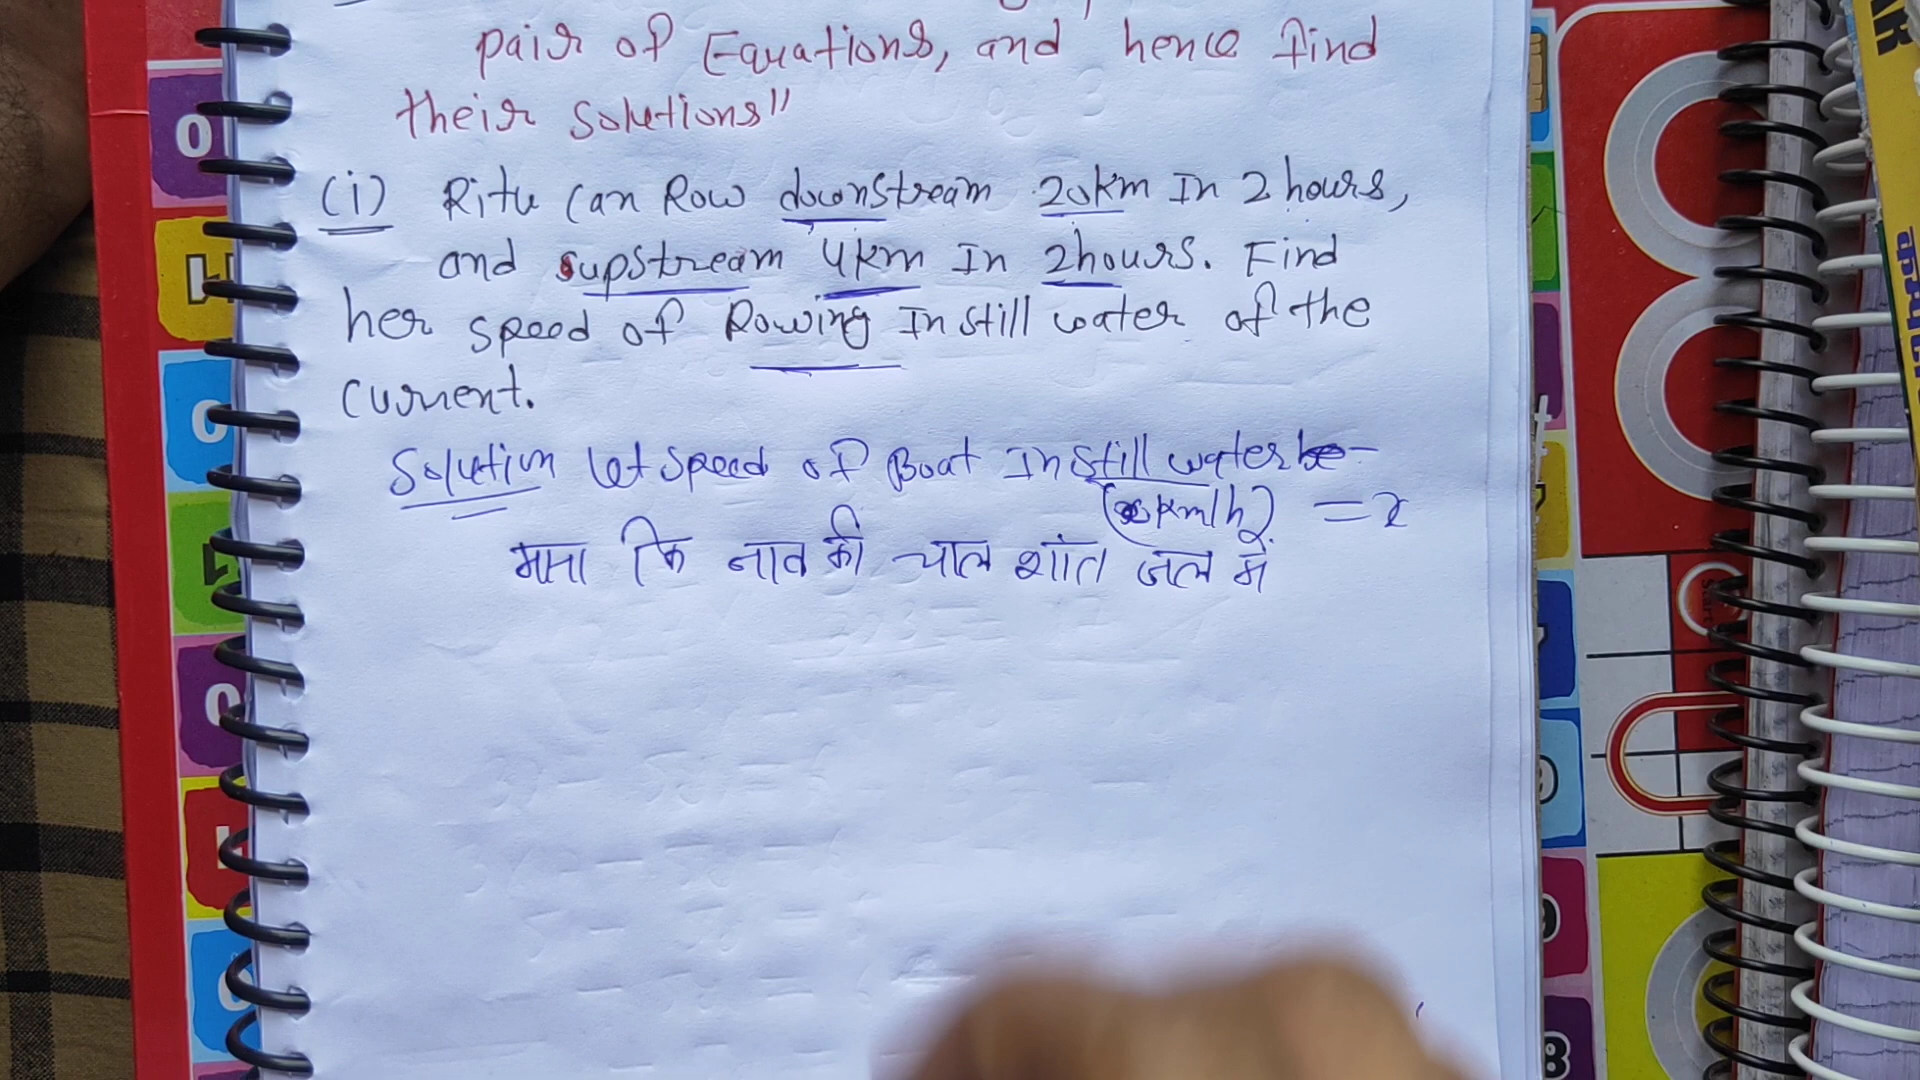 pair of Equations, and hence find
their solutions"
(i) Ritu can Row downstream 20km In 2 hours,
and supstream 4km In 2hours. Find
her speed of Rowing In still water of the
current.
Solution let speed of Boat In still water be-
(x km/h) = x
माना कि नाव की चाल शांत जल में